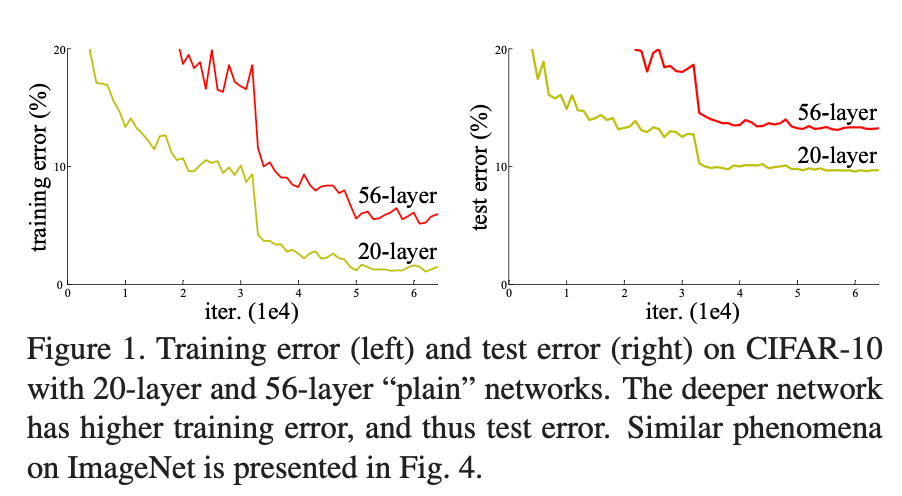 20
10
0
training error (%)
56-layer
20-layer
0 1 2 3 4 5 6
iter. (1e4)
20
10
0
test error (%)
56-layer
20-layer
0 1 2 3 4 5 6
iter. (1e4)
Figure 1. Training error (left) and test error (right) on CIFAR-10
with 20-layer and 56-layer “plain” networks. The deeper network
has higher training error, and thus test error. Similar phenomena
on ImageNet is presented in Fig. 4.